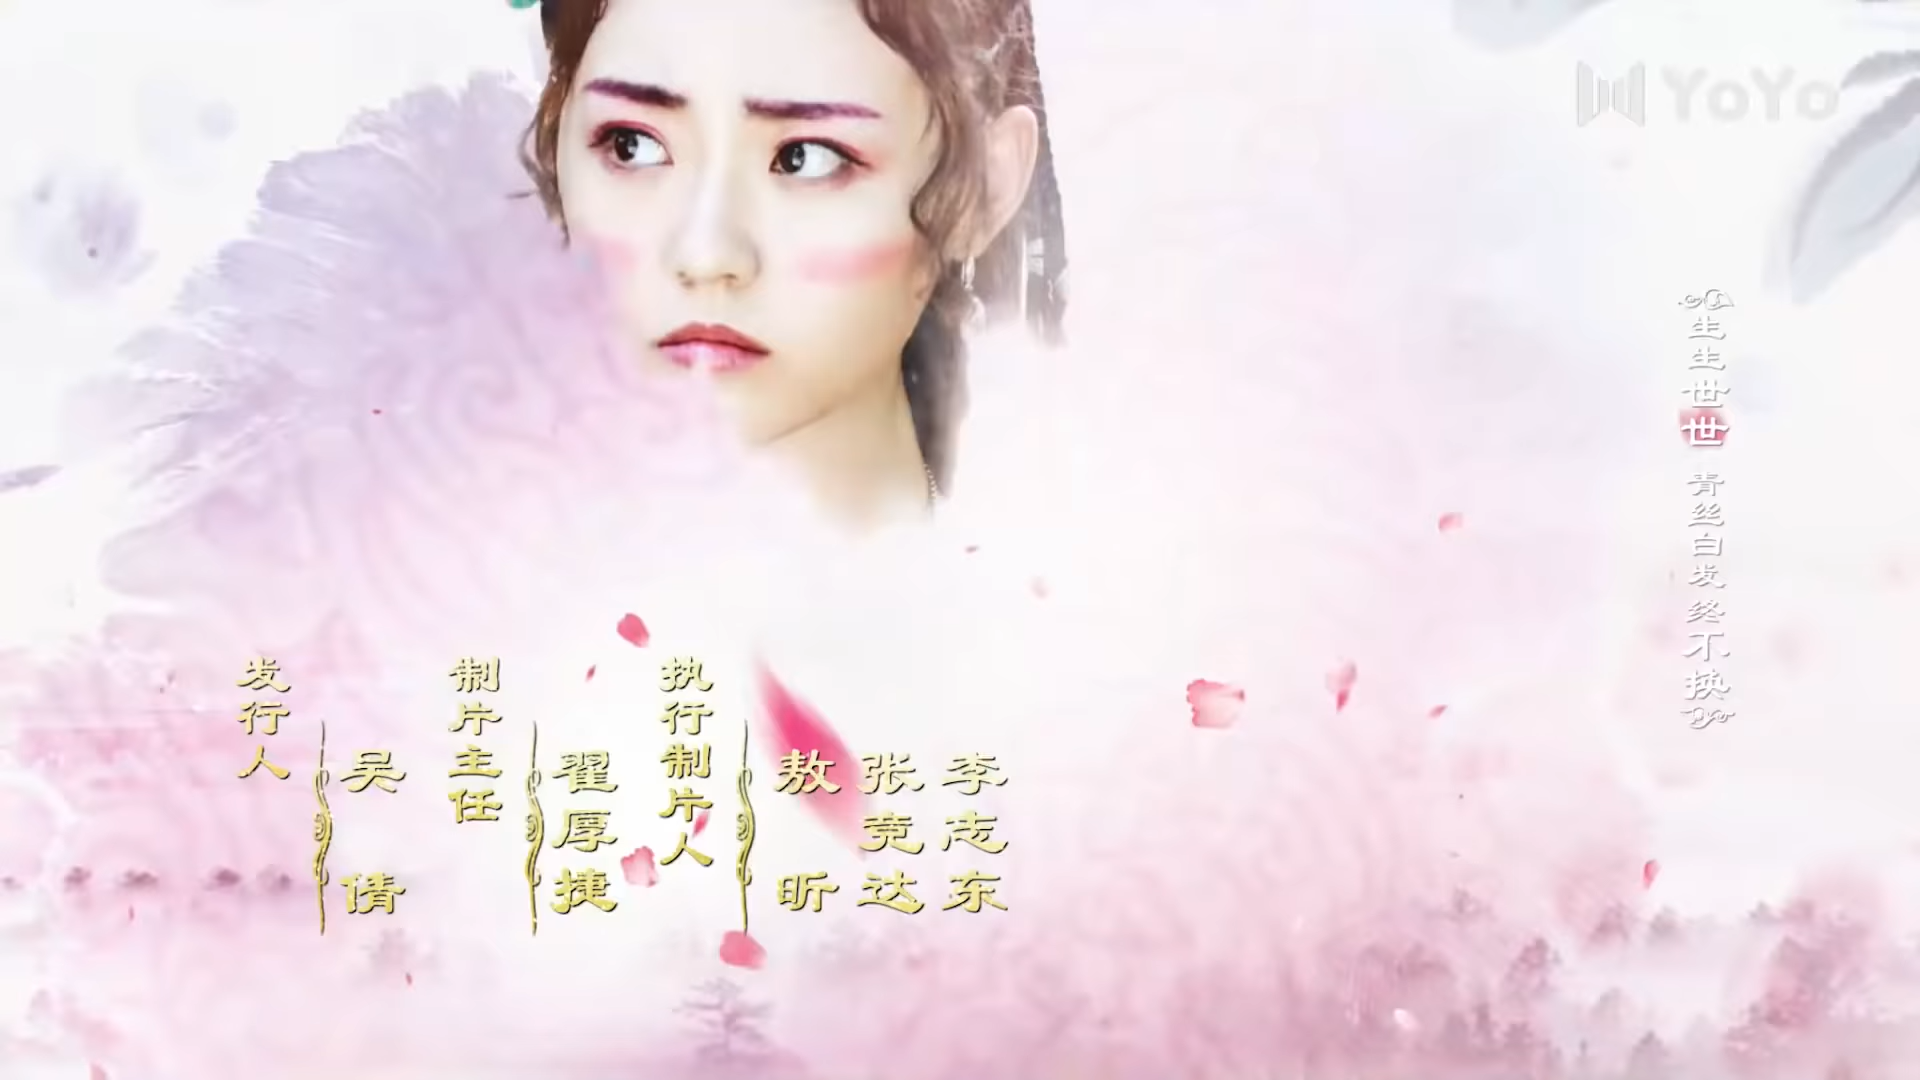 YoYo
生生世世 青丝白发终不换
发行人
吴倩
制片主任
翟厚捷
执行制片人
敖昕
张竞达
李志东